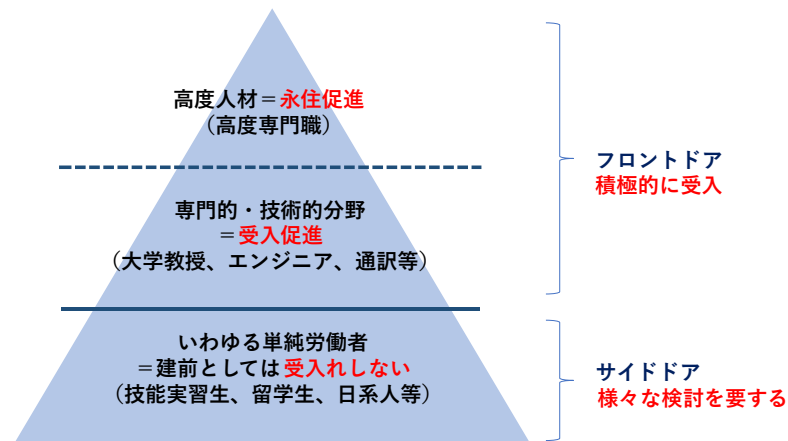 高度人材＝永住促進
（高度専門職）
フロントドア
積極的に受入
専門的・技術的分野
＝受入促進
（大学教授、エンジニア、通訳等）
いわゆる単純労働者
＝建前としては受入れしない
（技能実習生、留学生、日系人等）
サイドドア
様々な検討を要する